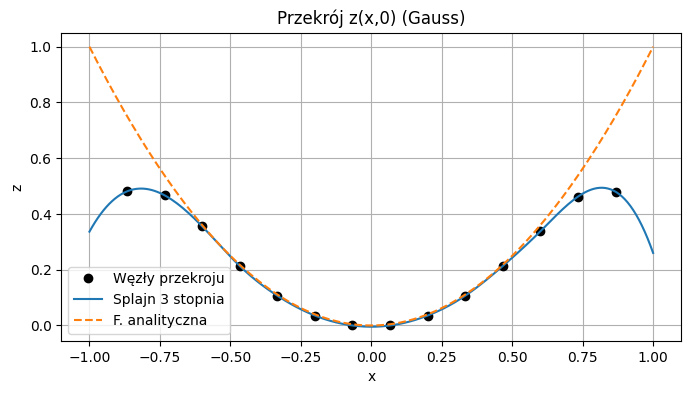 Przekrój z(x,0) (Gauss)
1.0
0.8
0.6
0.4
0.2
0.0
z
Węzły przekroju
Splajn 3 stopnia
F. analityczna
−1.00 −0.75 −0.50 −0.25 0.00 0.25 0.50 0.75 1.00
x